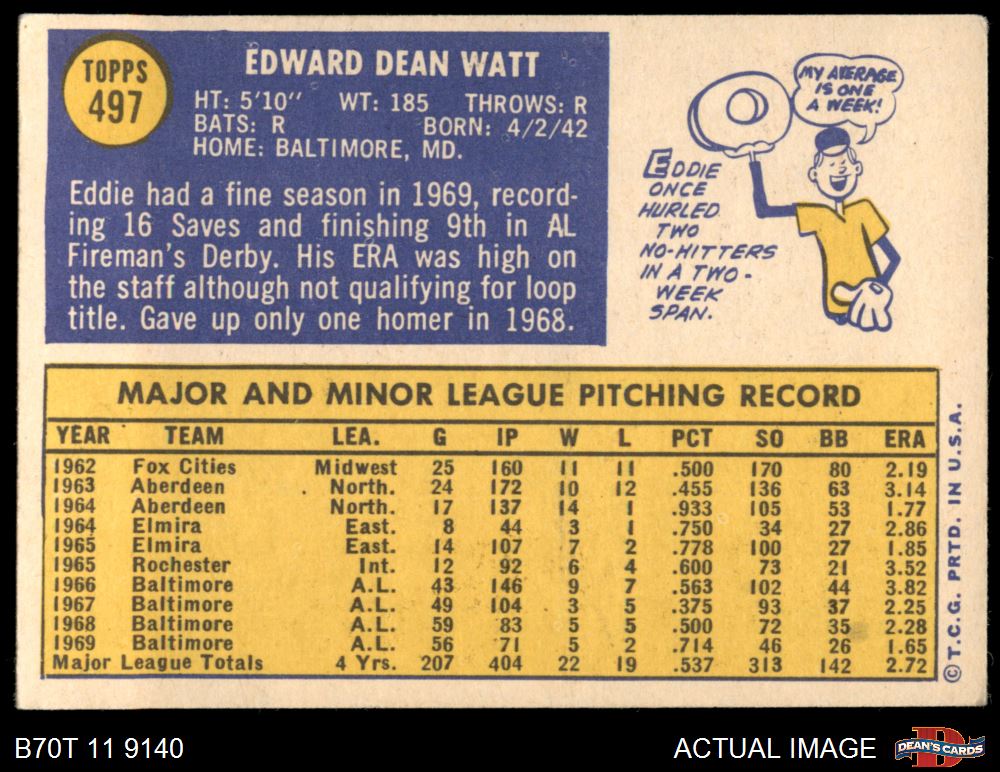 TOPPS
497
EDWARD DEAN WATT
HT: 5'10" WT: 185 THROWS: R
BATS: R BORN: 4/2/42
HOME: BALTIMORE, MD.
Eddie had a fine season in 1969, record-
ing 16 Saves and finishing 9th in AL
Fireman's Derby. His ERA was high on
the staff although not qualifying for loop
title. Gave up only one homer in 1968.
MY AVERAGE
IS ONE
A WEEK!
EDDIE
ONCE
HURLED
TWO
NO-HITTERS
IN A TWO-
WEEK
SPAN.
MAJOR AND MINOR LEAGUE PITCHING RECORD
YEAR TEAM LEA. G IP W L PCT SO BB ERA
1962 Fox Cities Midwest 25 160 11 11 .500 170 80 2.19
1963 Aberdeen North. 24 172 10 12 .455 136 63 3.14
1964 Aberdeen North. 17 137 14 1 .933 105 53 1.77
1964 Elmira East. 8 44 3 1 .750 34 27 2.86
1965 Elmira East. 14 107 7 2 .778 100 27 1.85
1965 Rochester Int. 12 92 6 4 .600 73 21 3.52
1966 Baltimore A.L. 43 146 9 7 .563 102 44 3.82
1967 Baltimore A.L. 49 104 3 5 .375 93 37 2.25
1968 Baltimore A.L. 59 83 5 5 .500 72 35 2.28
1969 Baltimore A.L. 56 71 5 2 .714 46 26 1.65
Major League Totals 4 Yrs. 207 404 22 19 .537 313 142 2.72
© T.C.G. PRTD. IN U.S.A.
B70T 11 9140
ACTUAL IMAGE
D
DEAN'S CARDS